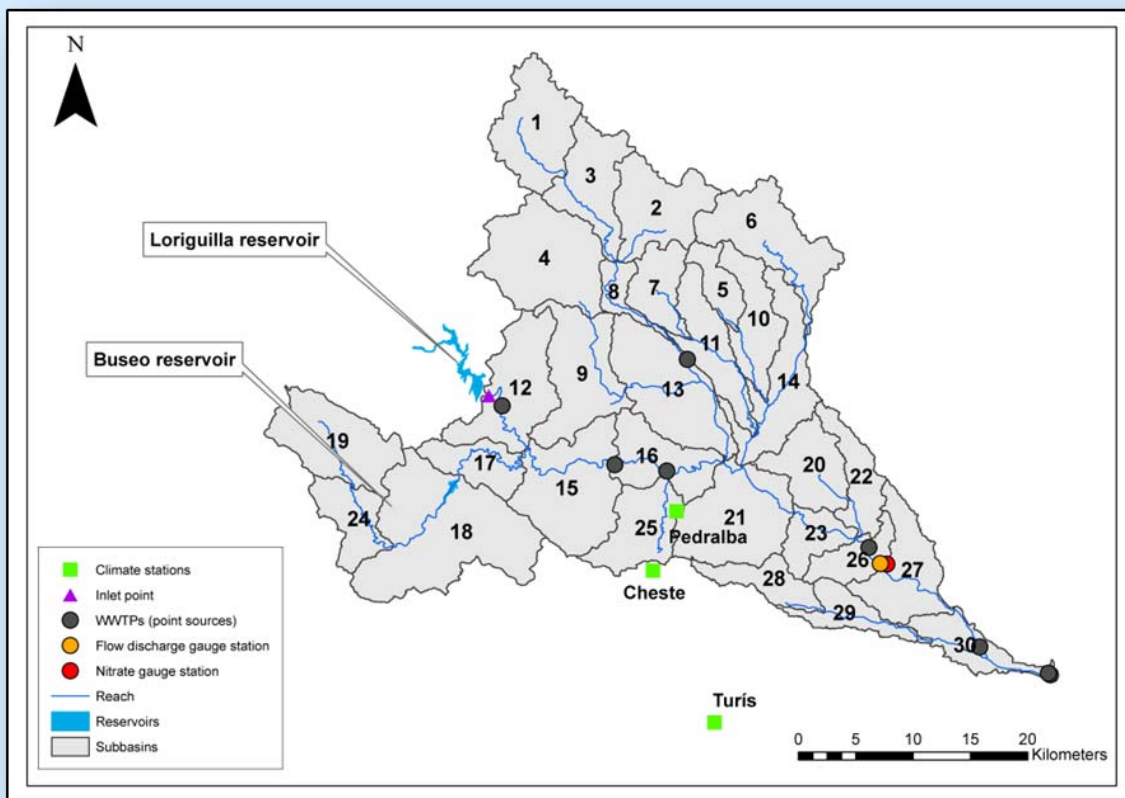 N
1
3
2
6
Loriguilla reservoir
4
8
7
5
10
11
Buseo reservoir
12
9
13
14
19
17
16
20
22
15
24
18
25
21
23
Pedralba
26
27
Cheste
28
29
30
Climate stations
Inlet point
WWTPs (point sources)
Flow discharge gauge station
Nitrate gauge station
Reach
Reservoirs
Subbasins
Turís
0 5 10 15 20
Kilometers